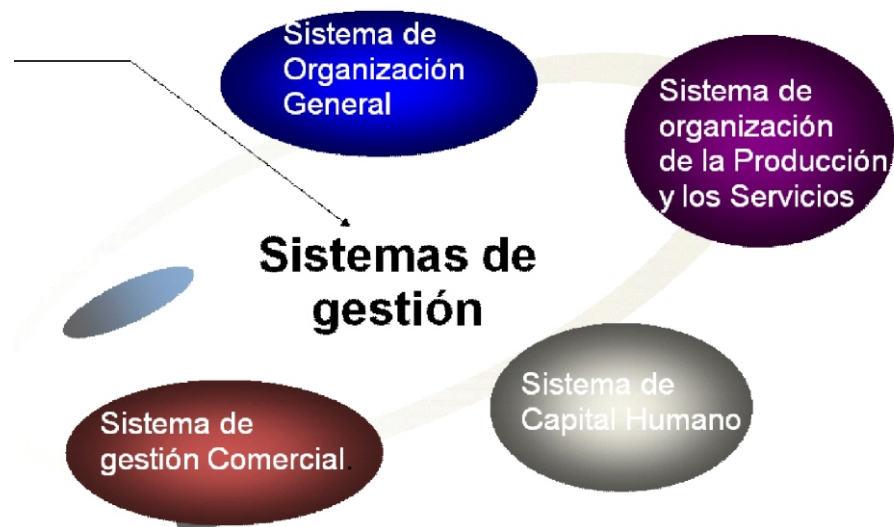 Sistema de
Organización
General
Sistema de
organización
de la Producción
y los Servicios
Sistemas de
gestión
Sistema de
Capital Humano
Sistema de
gestión Comercial.